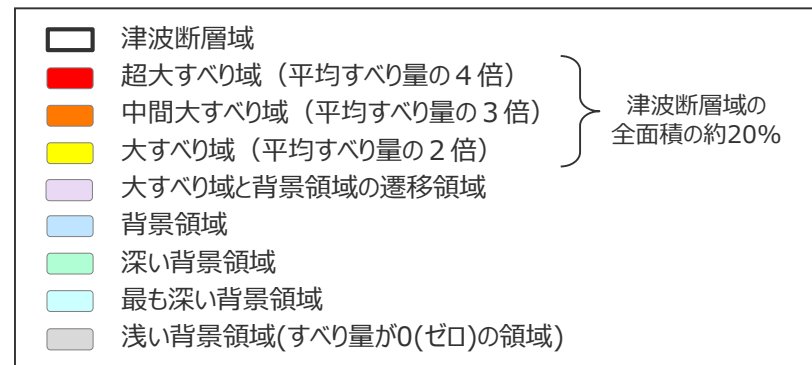 津波断層域
超大すべり域（平均すべり量の４倍）
中間大すべり域（平均すべり量の３倍）
大すべり域（平均すべり量の２倍）
津波断層域の
全面積の約20%
大すべり域と背景領域の遷移領域
背景領域
深い背景領域
最も深い背景領域
浅い背景領域(すべり量が0(ゼロ)の領域)